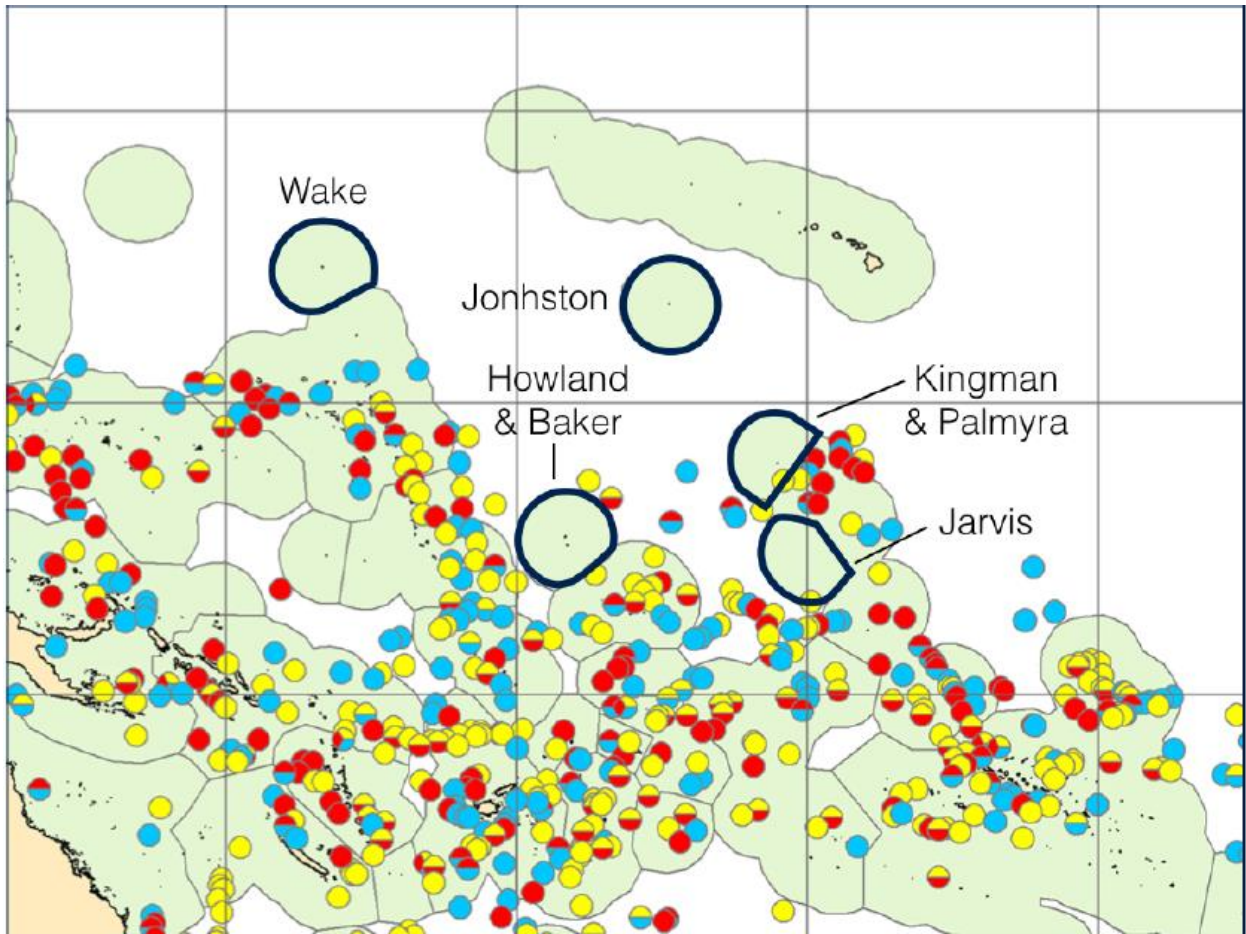 Wake
Jonhston
Howland
& Baker
Kingman
& Palmyra
Jarvis